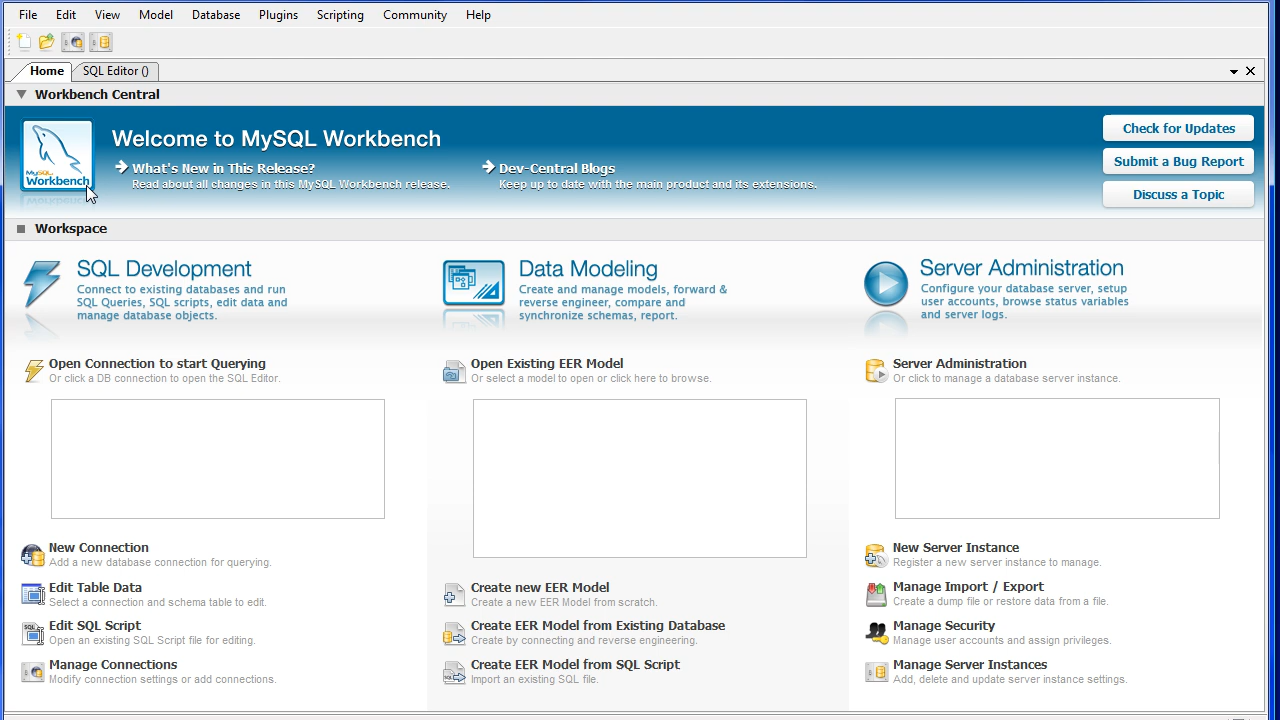 File Edit View Model Database Plugins Scripting Community Help
Home SQL Editor ()
Workbench Central
Welcome to MySQL Workbench
What's New in This Release?
Read about all changes in this MySQL Workbench release.
Dev-Central Blogs
Keep up to date with the main product and its extensions.
Check for Updates
Submit a Bug Report
Discuss a Topic
MySQL
Workbench
Workspace
SQL Development
Connect to existing databases and run
SQL Queries, SQL scripts, edit data and
manage database objects.
Open Connection to start Querying
Or click a DB connection to open the SQL Editor.
New Connection
Add a new database connection for querying.
Edit Table Data
Select a connection and schema table to edit.
Edit SQL Script
Open an existing SQL Script file for editing.
Manage Connections
Modify connection settings or add connections.
Data Modeling
Create and manage models, forward &
reverse engineer, compare and
synchronize schemas, report.
Open Existing EER Model
Or select a model to open or click here to browse.
Create new EER Model
Create a new EER Model from scratch.
Create EER Model from Existing Database
Create by connecting and reverse engineering.
Create EER Model from SQL Script
Import an existing SQL file.
Server Administration
Configure your database server, setup
user accounts, browse status variables
and server logs.
Server Administration
Or click to manage a database server instance.
New Server Instance
Register a new server instance to manage.
Manage Import / Export
Create a dump file or restore data from a file.
Manage Security
Manage user accounts and assign privileges.
Manage Server Instances
Add, delete and update server instance settings.